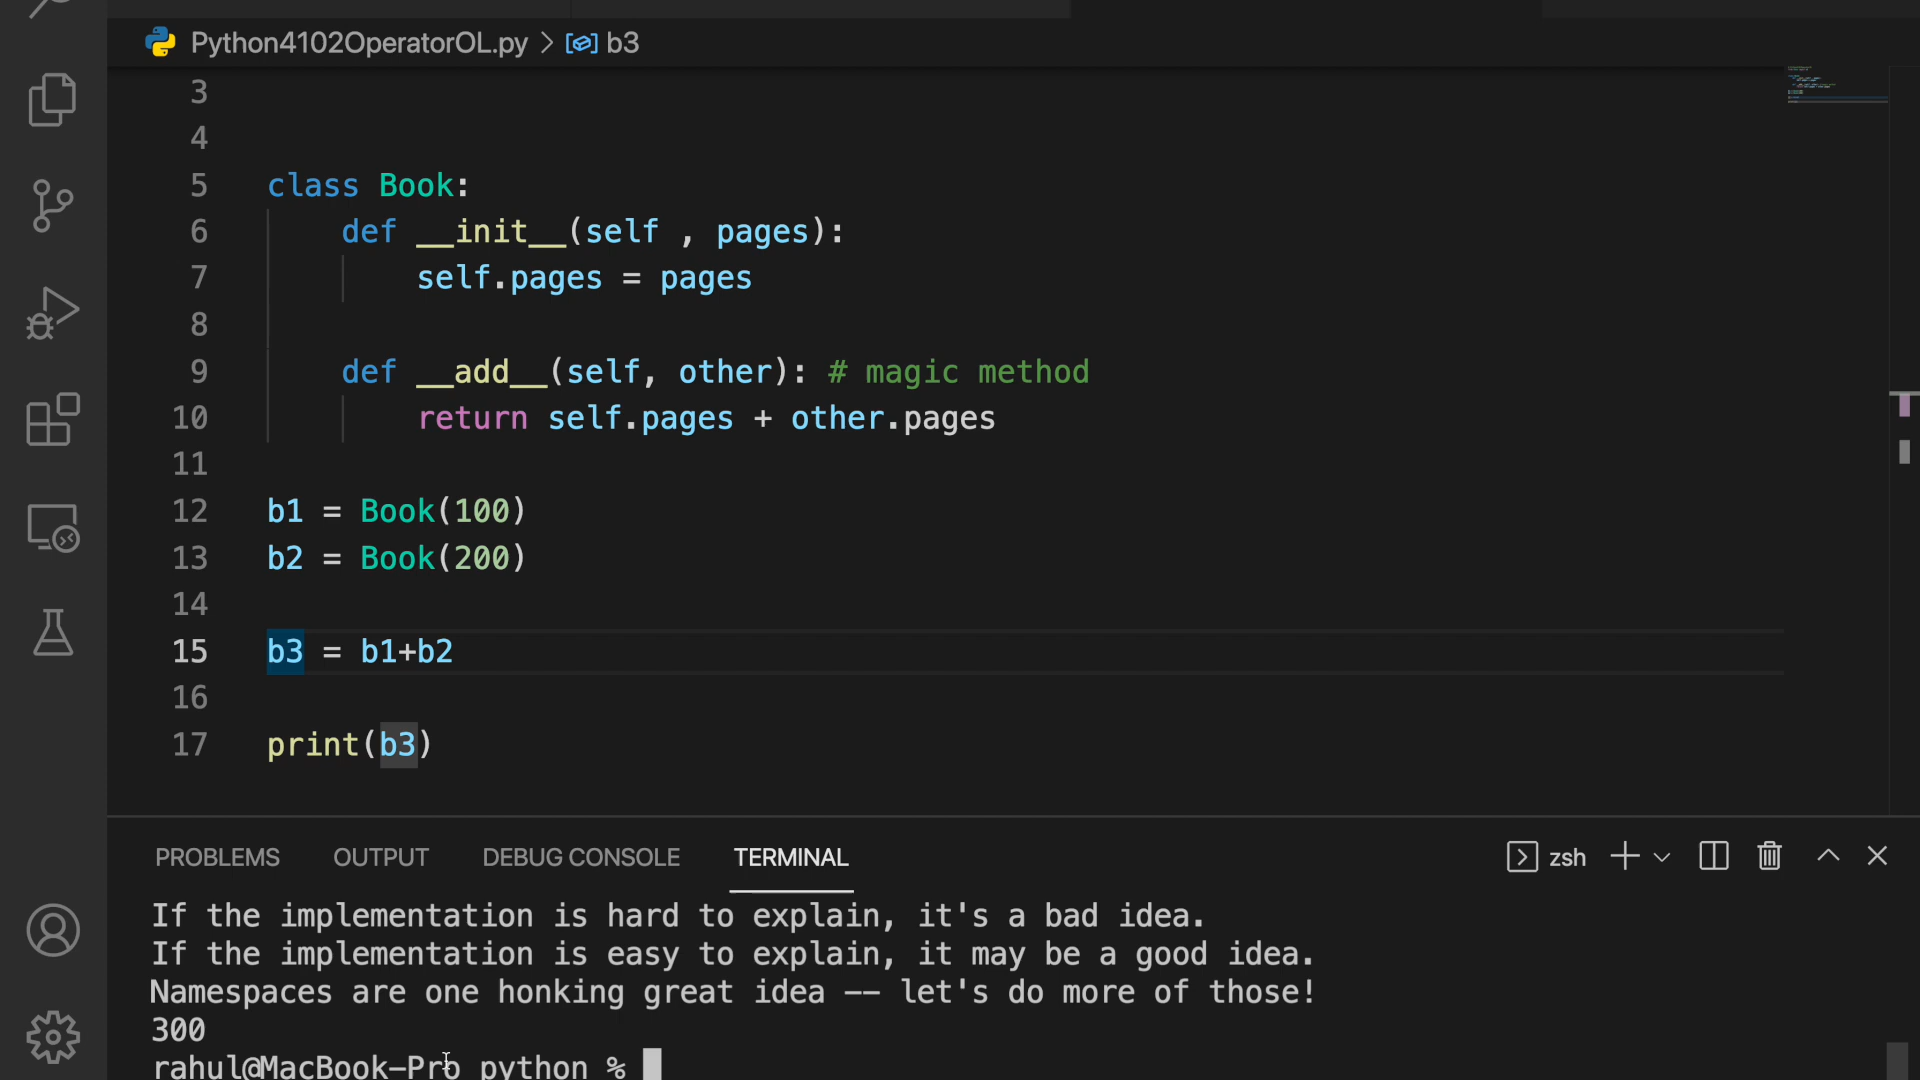 Python4102OperatorOL.py > b3
3
4
5 class Book:
6 def __init__(self , pages):
7 self.pages = pages
8
9 def __add__(self, other): # magic method
10 return self.pages + other.pages
11
12 b1 = Book(100)
13 b2 = Book(200)
14
15 b3 = b1+b2
16
17 print(b3)
PROBLEMS OUTPUT DEBUG CONSOLE TERMINAL zsh
If the implementation is hard to explain, it's a bad idea.
If the implementation is easy to explain, it may be a good idea.
Namespaces are one honking great idea -- let's do more of those!
300
rahul@MacBook-Pro python %